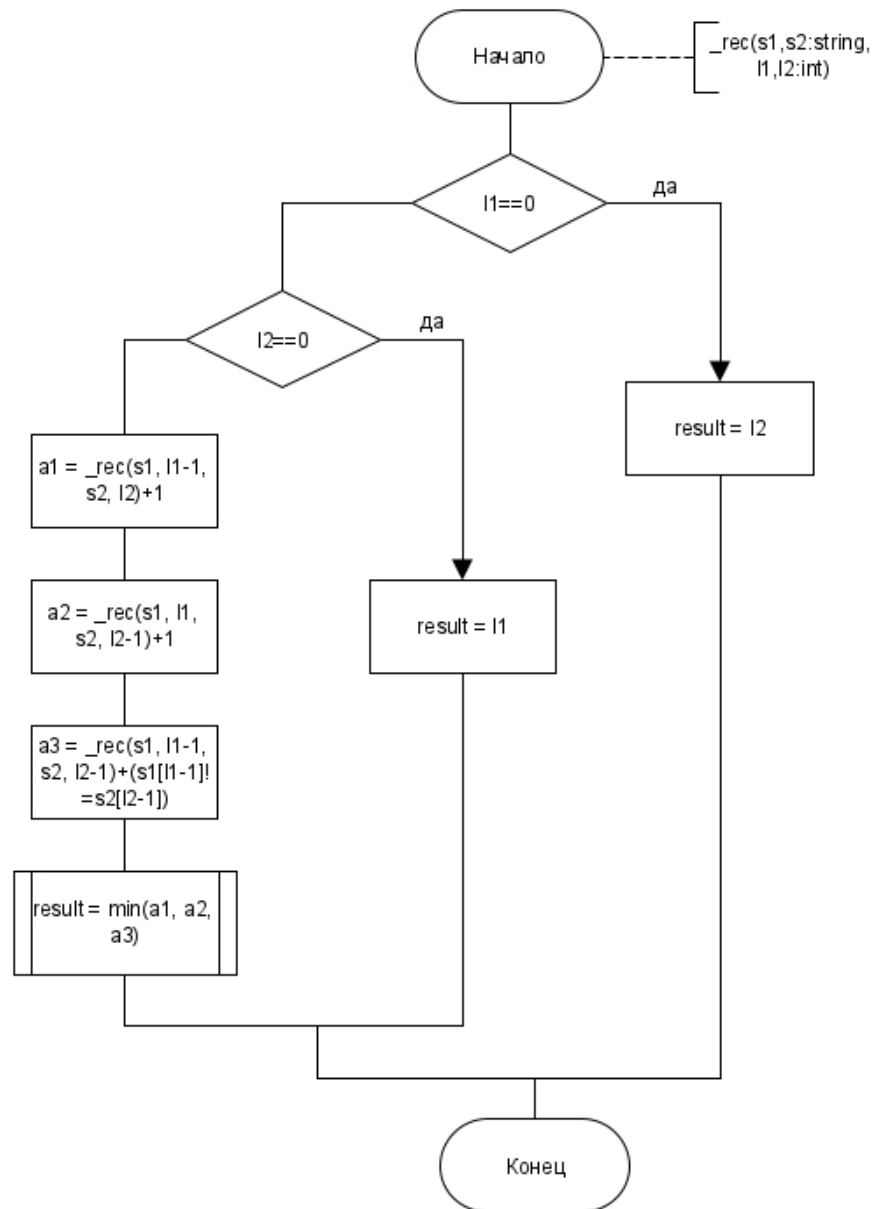 Начало
_rec(s1,s2:string,
l1,l2:int)
l1==0
да
l2==0
да
result = l2
a1 = _rec(s1, l1-1,
s2, l2)+1
a2 = _rec(s1, l1,
s2, l2-1)+1
result = l1
a3 = _rec(s1, l1-1,
s2, l2-1)+(s1[l1-1]!
=s2[l2-1])
result = min(a1, a2,
a3)
Конец